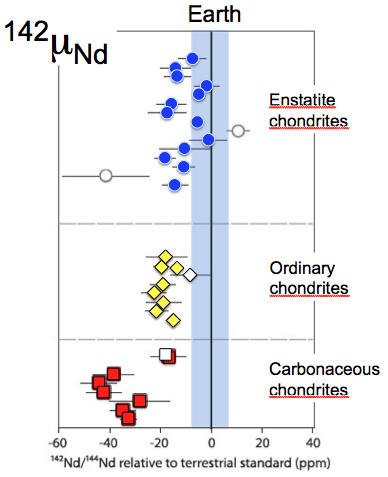 Earth
¹⁴²μNd
Enstatite
chondrites
Ordinary
chondrites
Carbonaceous
chondrites
-60 -40 -20 0 20 40
¹⁴²Nd/¹⁴⁴Nd relative to terrestrial standard (ppm)